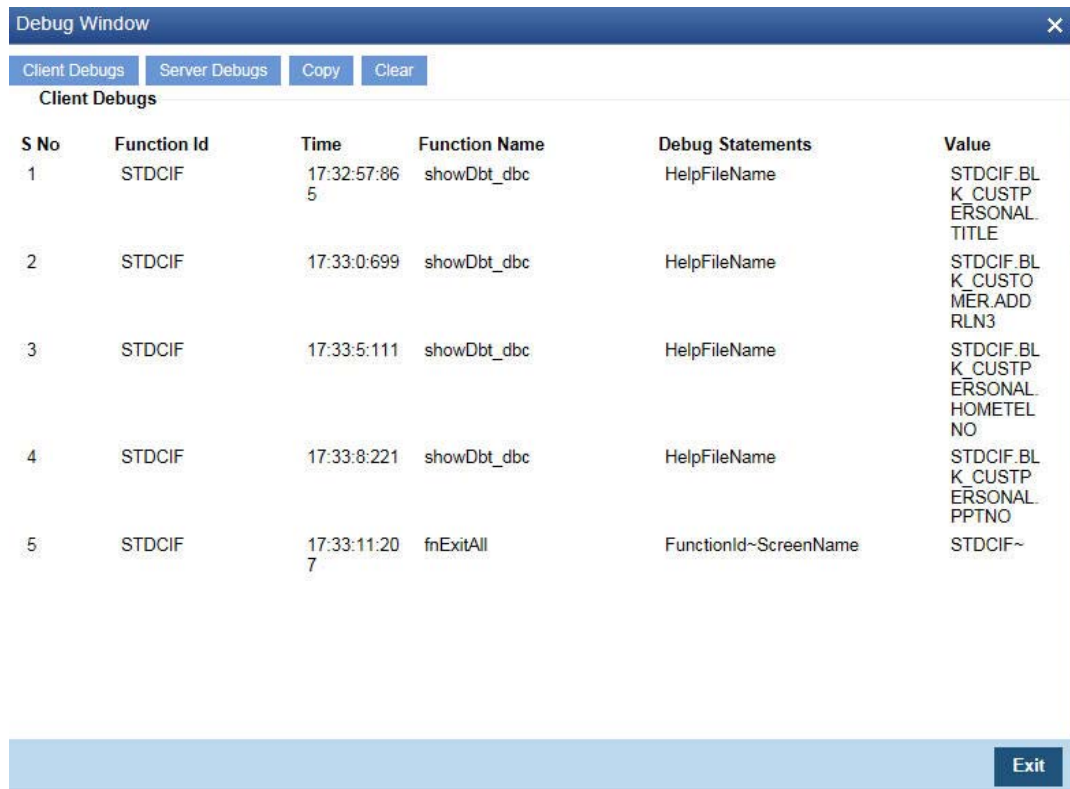 Debug Window
Client Debugs Server Debugs Copy Clear
Client Debugs
S No Function Id Time Function Name Debug Statements Value
1 STDCIF 17:32:57:86 showDbt_dbc HelpFileName STDCIF.BL
5 K_CUSTP
ERSONAL.
TITLE
2 STDCIF 17:33:0:699 showDbt_dbc HelpFileName STDCIF.BL
K_CUSTO
MER.ADD
RLN3
3 STDCIF 17:33:5:111 showDbt_dbc HelpFileName STDCIF.BL
K_CUSTP
ERSONAL.
HOMETEL
NO
4 STDCIF 17:33:8:221 showDbt_dbc HelpFileName STDCIF.BL
K_CUSTP
ERSONAL.
PPTNO
5 STDCIF 17:33:11:20 fnExitAll FunctionId~ScreenName STDCIF~
7
Exit